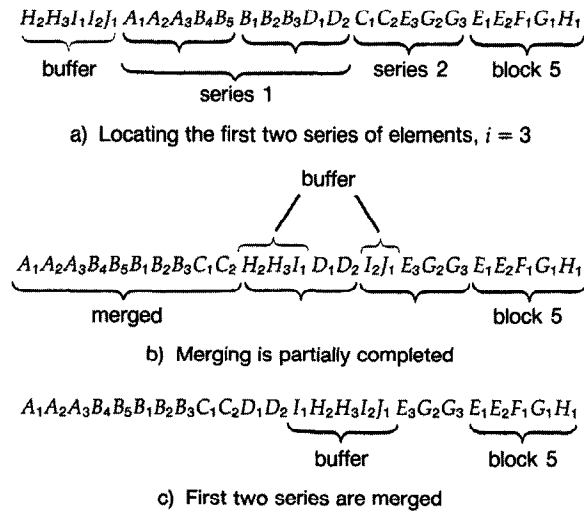 H₂H₃I₁I₂J₁ A₁A₂A₃B₄B₅ B₁B₂B₃D₁D₂ C₁C₂E₃G₂G₃ E₁E₂F₁G₁H₁
buffer series 2 block 5
series 1
a) Locating the first two series of elements, i = 3
buffer
A₁A₂A₃B₄B₅B₁B₂B₃C₁C₂ H₂H₃I₁ D₁D₂ I₂J₁ E₃G₂G₃ E₁E₂F₁G₁H₁
merged block 5
b) Merging is partially completed
A₁A₂A₃B₄B₅B₁B₂B₃C₁C₂D₁D₂ I₁H₂H₃I₂J₁ E₃G₂G₃ E₁E₂F₁G₁H₁
buffer block 5
c) First two series are merged